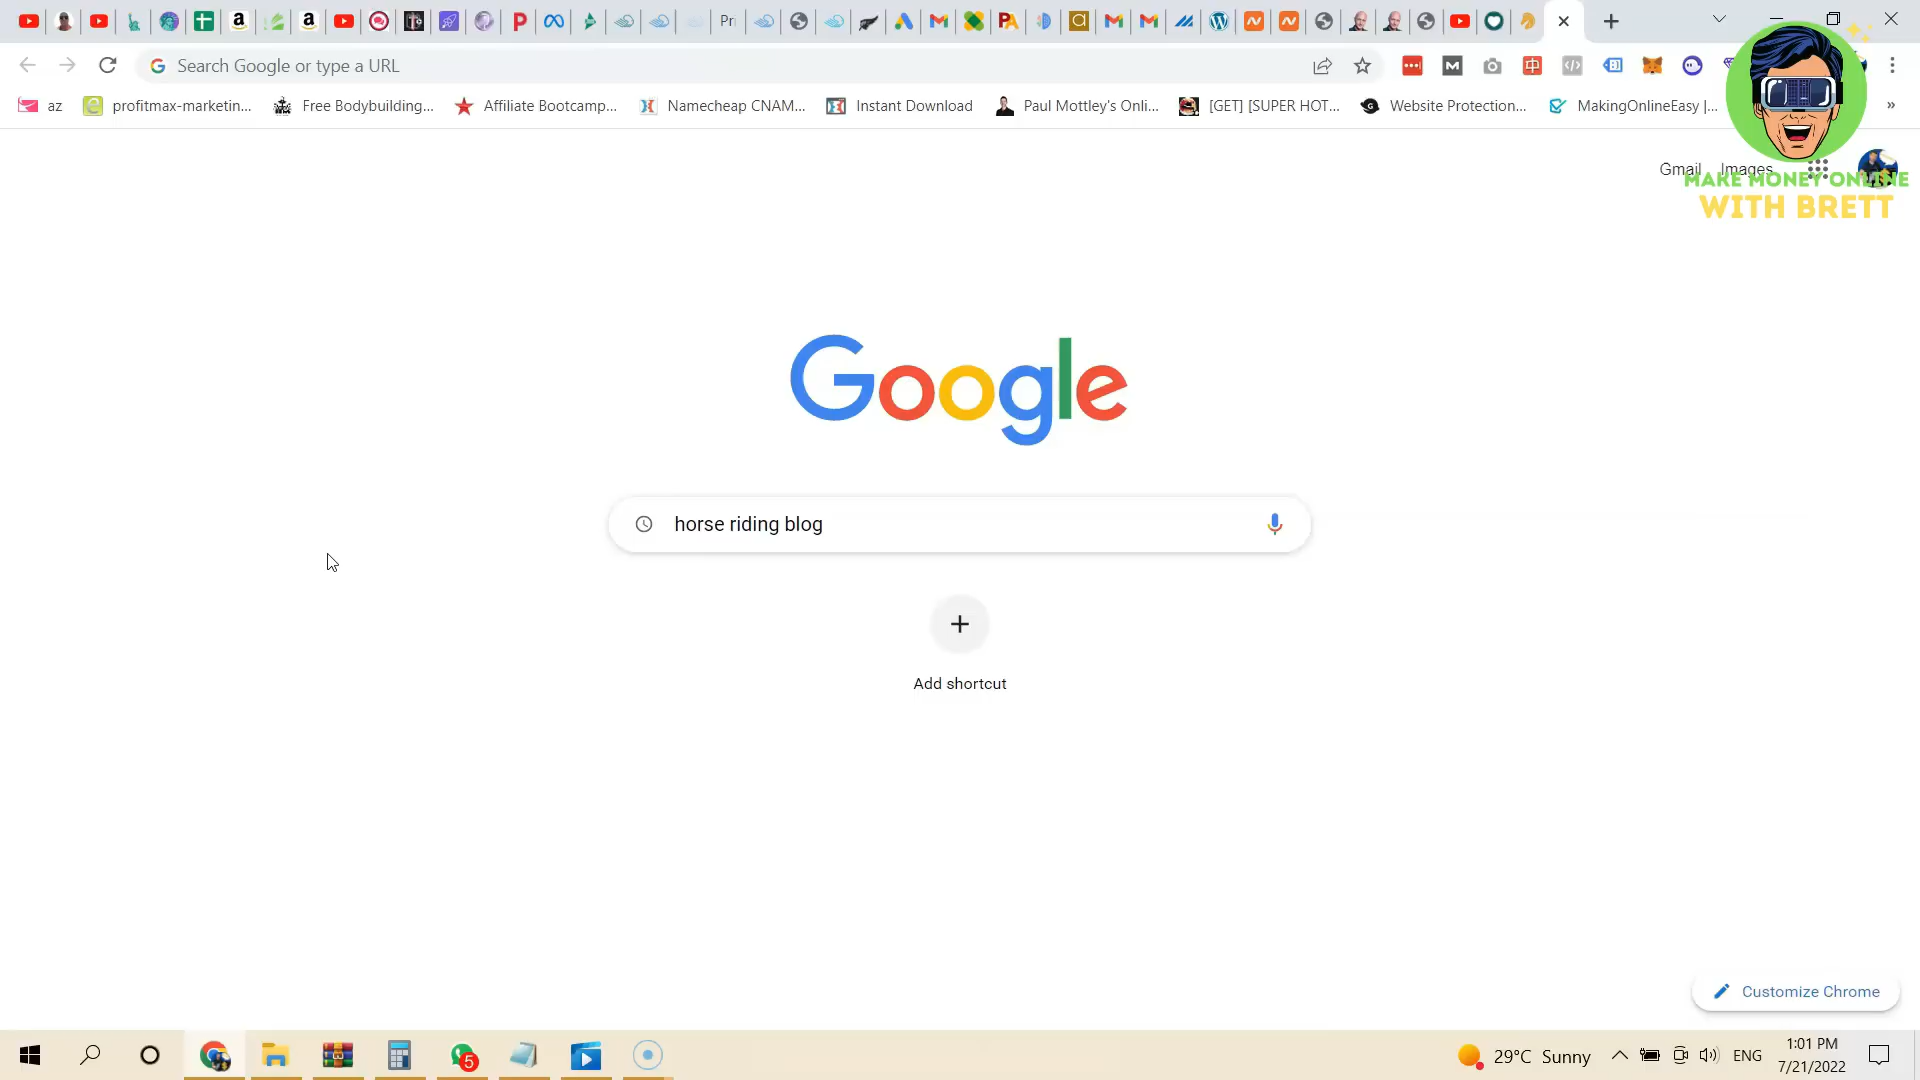 Pri
Search Google or type a URL
az
profitmax-marketin...
Free Bodybuilding...
Affiliate Bootcamp...
Namecheap CNAM...
Instant Download
Paul Mottley's Onli...
[GET] [SUPER HOT...
Website Protection...
MakingOnlineEasy |...
»
Gmail
Images
MAKE MONEY ONLINE
WITH BRETT
Google
horse riding blog
Add shortcut
Customize Chrome
5
29°C Sunny
ENG
1:01 PM
7/21/2022